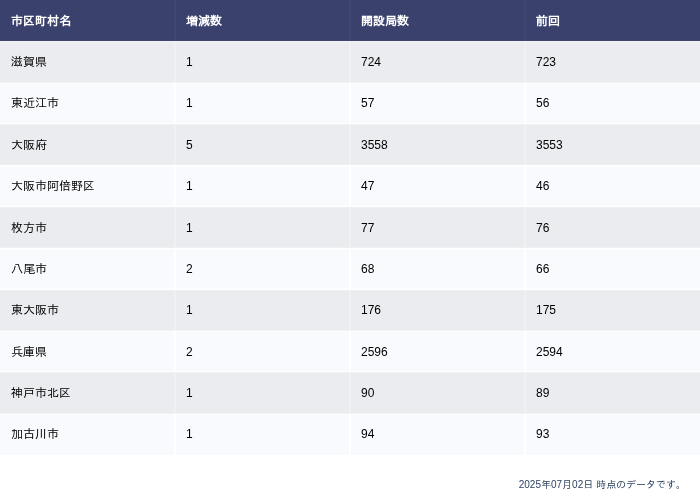 市区町村名 増減数 開設局数 前回
滋賀県 1 724 723
東近江市 1 57 56
大阪府 5 3558 3553
大阪市阿倍野区 1 47 46
枚方市 1 77 76
八尾市 2 68 66
東大阪市 1 176 175
兵庫県 2 2596 2594
神戸市北区 1 90 89
加古川市 1 94 93
2025年07月02日 時点のデータです。